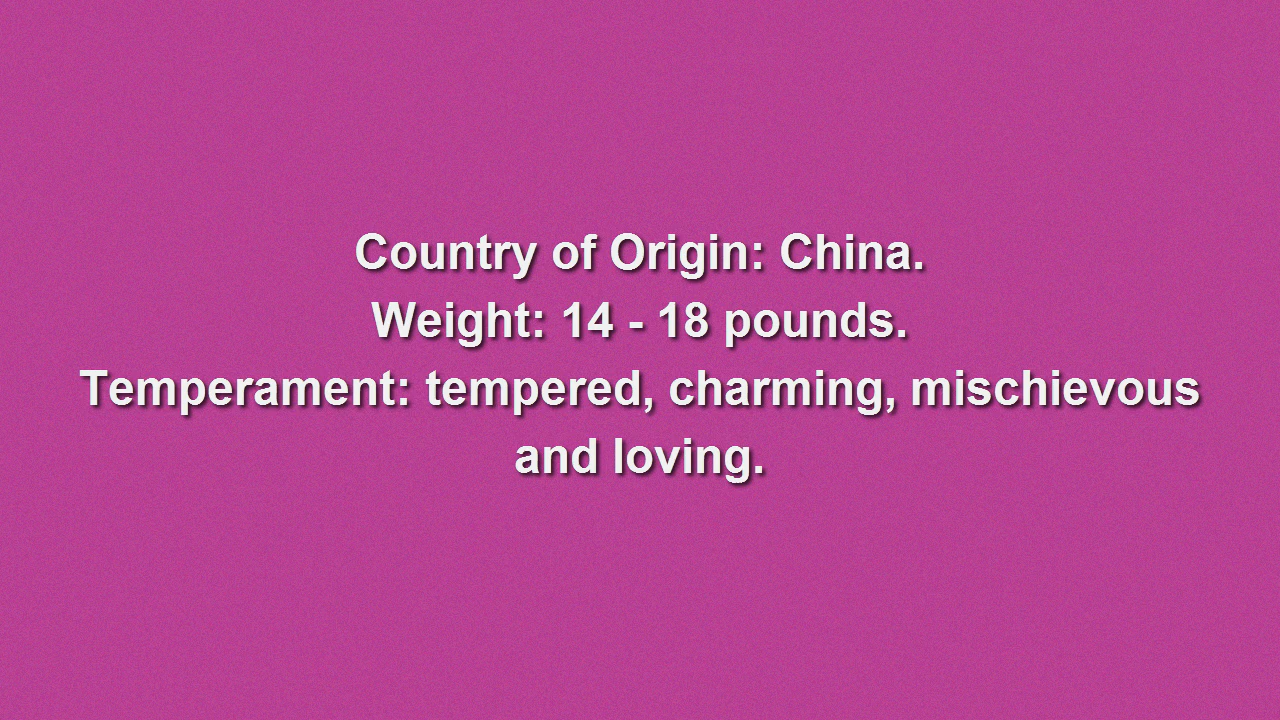 Country of Origin: China.
Weight: 14 - 18 pounds.
Temperament: tempered, charming, mischievous
and loving.